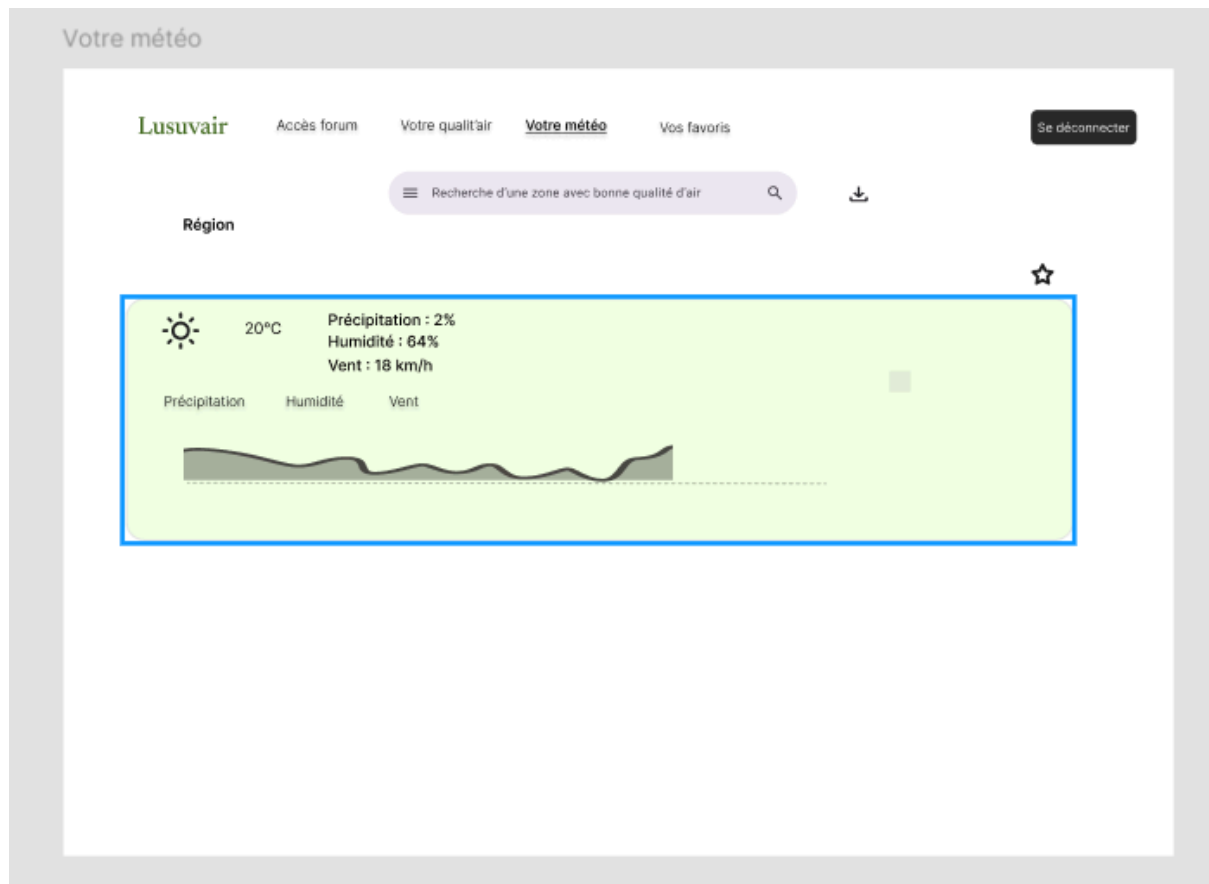 Votre météo
Lusuvair Accès forum Votre qualit'air Votre météo Vos favoris Se déconnecter
Recherche d'une zone avec bonne qualité d'air
Région
20°C Précipitation : 2%
Humidité : 64%
Vent : 18 km/h
Précipitation Humidité Vent